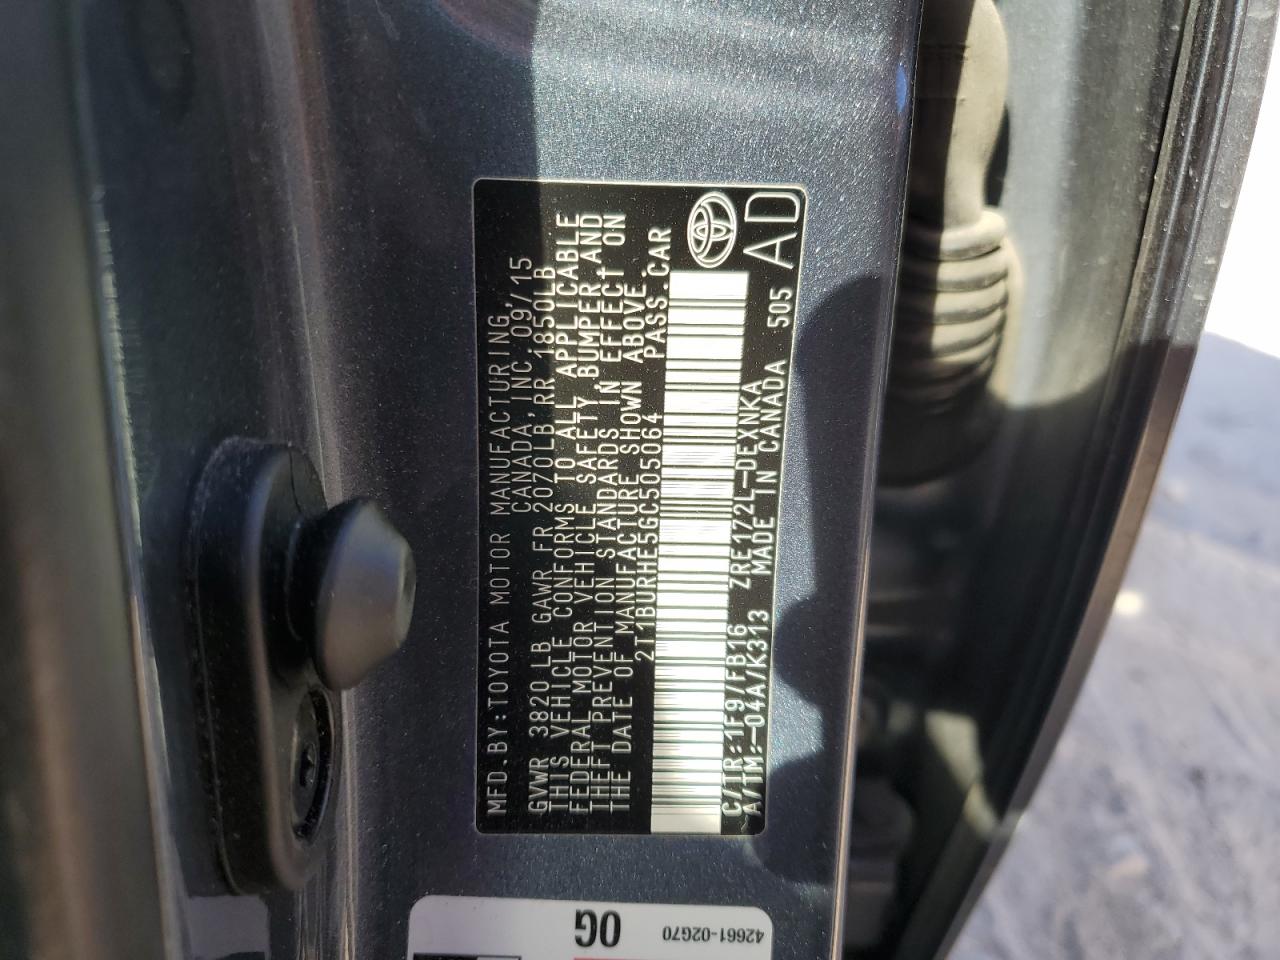 MFD.BY:TOYOTA MOTOR MANUFACTURING,
CANADA,INC.09/15
GVWR 3820LB GAWR FR 2070LB,RR 1850LB
THIS VEHICLE CONFORMS TO ALL APPLICABLE
FEDERAL MOTOR VEHICLE SAFETY,BUMPER,AND
THEFT PREVENTION STANDARDS IN EFFECT ON
THE DATE OF MANUFACTURE SHOWN ABOVE.
2T1BURHE5GC505064 PASS.CAR
C/TR:1F9/FB16 ZRE172L-DEXNKA
A/TM:-04A/K313 MADE IN CANADA 505
AD
0G
42661-02G70